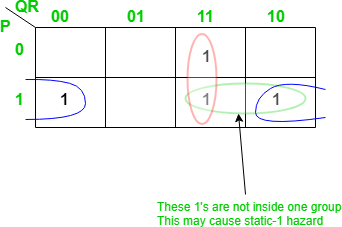 QR
P
00 01 11 10
0 1
1 1 1 1
These 1's are not inside one group
This may cause static-1 hazard